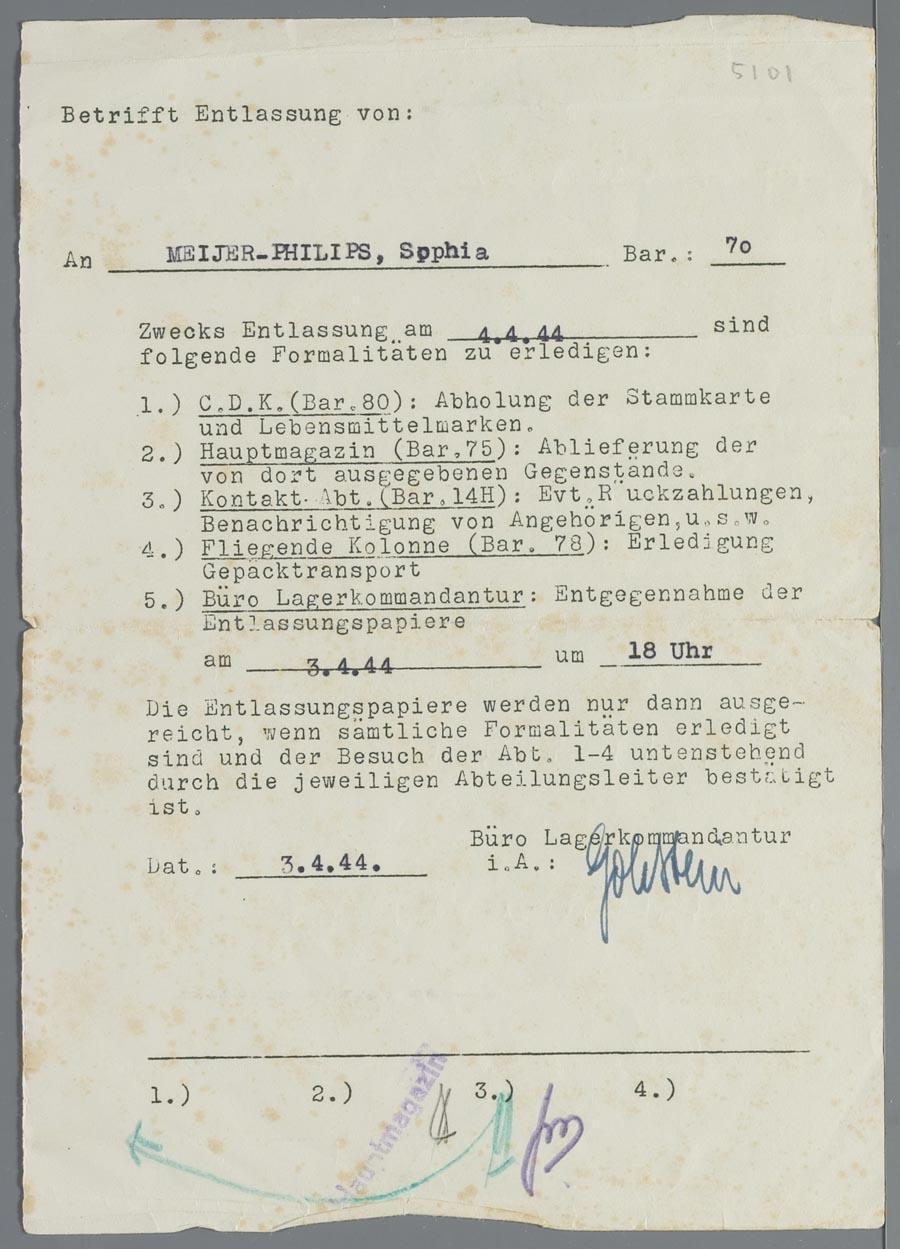 5101
Betrifft Entlassung von:
An MEIJER-PHILIPS, Sophia Bar.: 7o
Zwecks Entlassung am 4.4.44 sind
folgende Formalitäten zu erledigen:
1.) C.D.K.(Bar.80): Abholung der Stammkarte
und Lebensmittelmarken.
2.) Hauptmagazin (Bar.75): Ablieferung der
von dort ausgegebenen Gegenstände.
3.) Kontakt-Abt.(Bar.14H): Evt.Rückzahlungen,
Benachrichtigung von Angehörigen,u.s.w.
4.) Fliegende Kolonne (Bar. 78): Erledigung
Gepäcktransport
5.) Büro Lagerkommandantur: Entgegennahme der
Entlassungspapiere
am 3.4.44 um 18 Uhr
Die Entlassungspapiere werden nur dann ausge-
reicht, wenn sämtliche Formalitäten erledigt
sind und der Besuch der Abt. 1-4 untenstehend
durch die jeweiligen Abteilungsleiter bestätigt
ist.
Büro Lagerkommandantur
Dat.: 3.4.44. i.A.:
1.) 2.) 3.) 4.)
Hauptmagazin